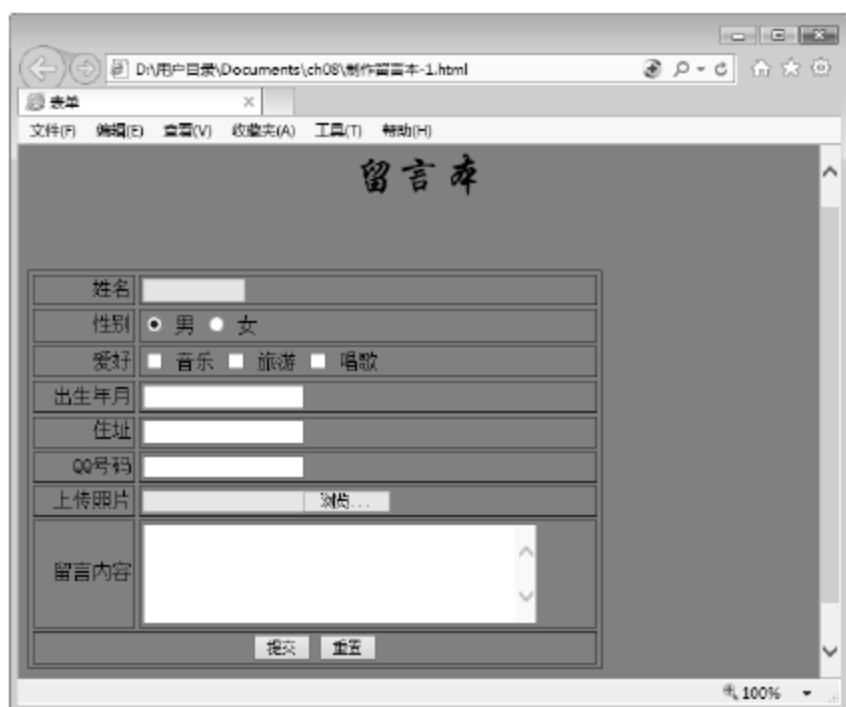 D:\用户目录\Documents\ch08\制作留言本-1.html
表单
文件(F) 编辑(E) 查看(V) 收藏夹(A) 工具(T) 帮助(H)
留言本
姓名
性别 男 女
爱好 音乐 旅游 唱歌
出生年月
住址
QQ号码
上传照片 浏览...
留言内容
提交 重置
100%